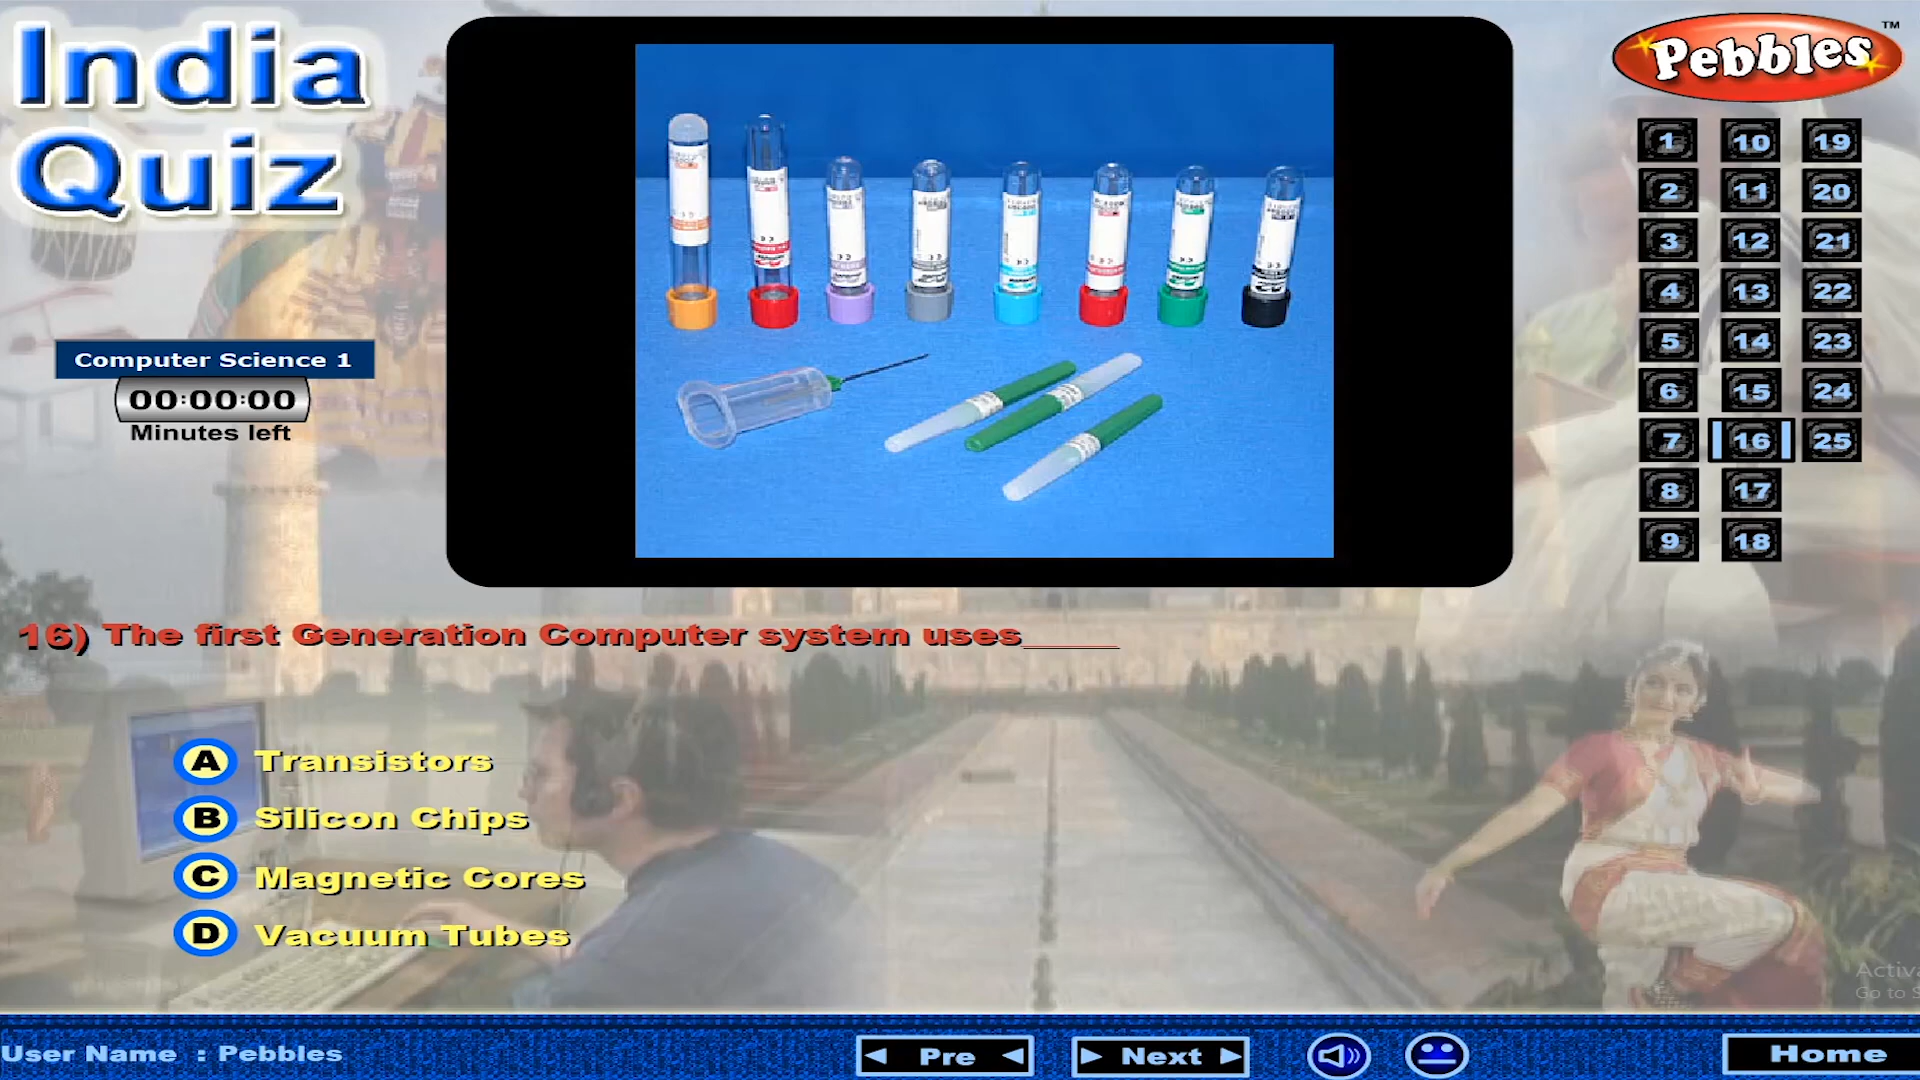 India
Quiz
Pebbles
TM
1 10 19
2 11 20
3 12 21
4 13 22
5 14 23
6 15 24
7 16 25
8 17
9 18
Computer Science 1
00:00:00
Minutes left
16) The first Generation Computer system uses______
A Transistors
B Silicon Chips
C Magnetic Cores
D Vacuum Tubes
User Name : Pebbles
Pre
Next
Home